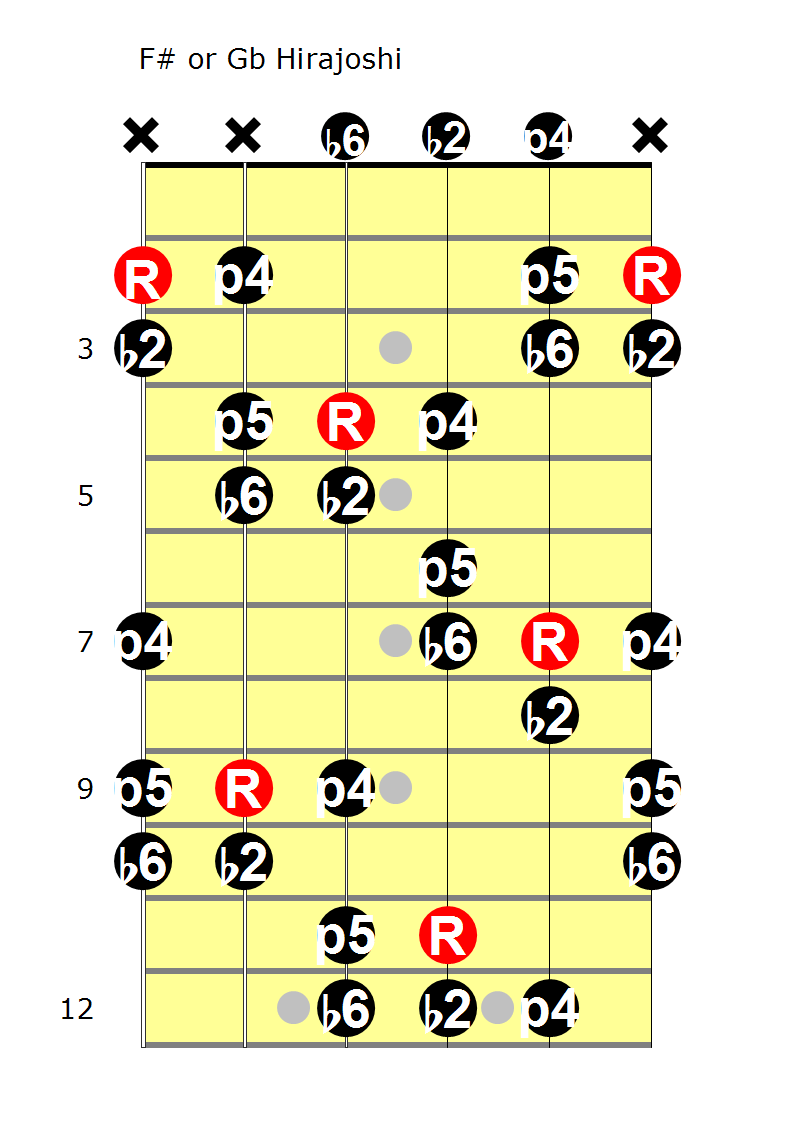 F# or Gb Hirajoshi
× × ♭6 ♭2 p4 ×
R p4 p5 R
3 ♭2 ♭6 ♭2
p5 R p4
5 ♭6 ♭2
p5
7 p4 ♭6 R p4
♭2
9 p5 R p4 p5
♭6 ♭2 ♭6
p5 R
12 ♭6 ♭2 p4